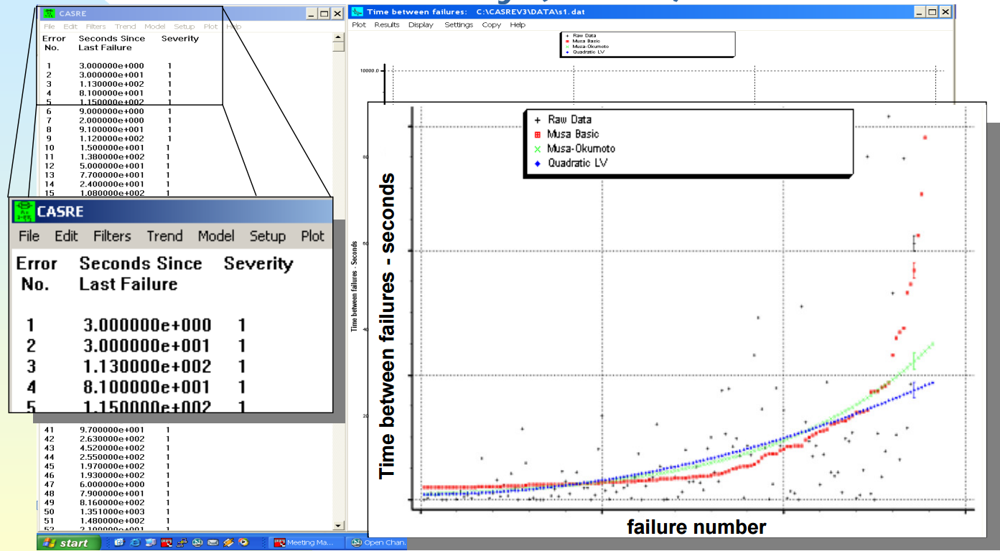 CASRE
File Edit Filters Trend Model Setup Plot Help
Error Seconds Since Severity
No. Last Failure
1 3.000000e+000 1
2 3.000000e+001 1
3 1.130000e+002 1
4 8.100000e+001 1
5 1.150000e+002 1
6 9.000000e+000 1
7 2.000000e+000 1
8 9.100000e+001 1
9 1.120000e+002 1
10 1.500000e+001 1
11 1.380000e+002 1
12 5.000000e+001 1
13 7.700000e+001 1
14 2.400000e+001 1
15 1.080000e+002 1
CASRE
File Edit Filters Trend Model Setup Plot
Error Seconds Since Severity
No. Last Failure
1 3.000000e+000 1
2 3.000000e+001 1
3 1.130000e+002 1
4 8.100000e+001 1
5 1.150000e+002 1
41 9.700000e+001 1
42 2.630000e+002 1
43 4.520000e+002 1
44 2.550000e+002 1
45 1.970000e+002 1
46 1.930000e+002 1
47 6.000000e+000 1
48 7.900000e+001 1
49 8.160000e+002 1
50 1.351000e+003 1
51 1.480000e+002 1
52 2.100000e+001 1
Time between failures: C:\CASREV3\DATA\s1.dat
Plot Results Display Settings Copy Help
Raw Data
Musa Basic
Musa-Okumoto
Quadratic LV
10000.0
80
60
40
20
Time between failures - Seconds
Time between failures - seconds
Raw Data
Musa Basic
Musa-Okumoto
Quadratic LV
failure number
start
Meeting Ma...
Open Chan.